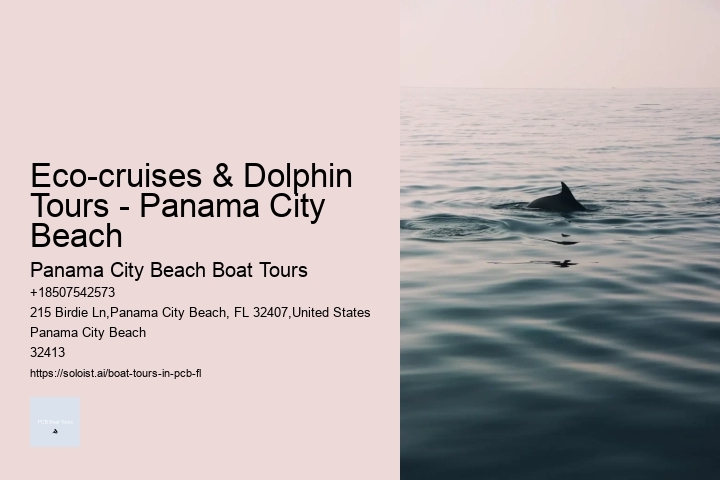 Eco-cruises & Dolphin
Tours - Panama City
Beach
Panama City Beach Boat Tours
+18507542573
215 Birdie Ln,Panama City Beach, FL 32407,United States
Panama City Beach
32413
https://soloist.ai/boat-tours-in-pcb-fl